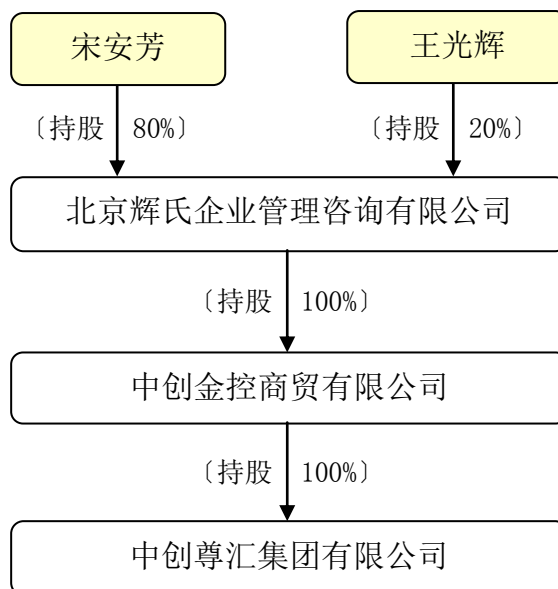 宋安芳 王光辉
〔持股 80%〕 〔持股 20%〕
北京辉氏企业管理咨询有限公司
〔持股 100%〕
中创金控商贸有限公司
〔持股 100%〕
中创尊汇集团有限公司